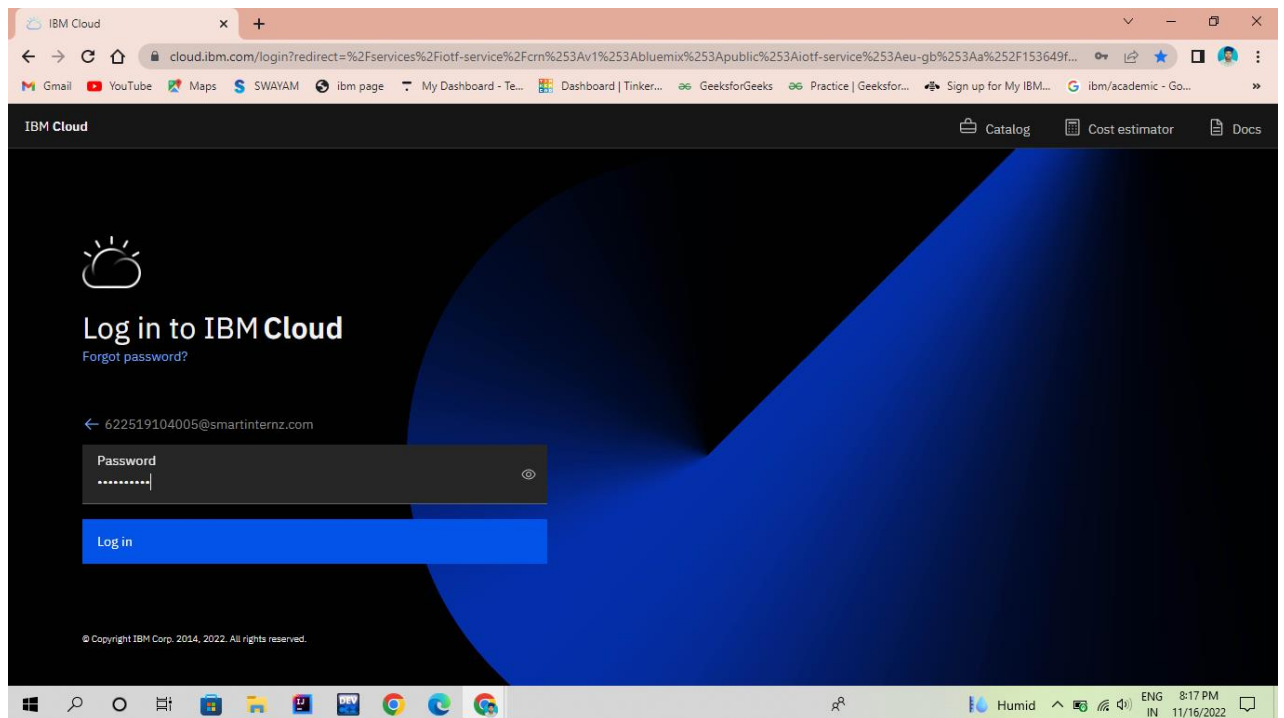 IBM Cloud
cloud.ibm.com/login?redirect=%2Fservices%2Fiotf-service%2Fcrn%253Av1%253Abluemix%253Apublic%253Aiotf-service%253Aeu-gb%253Aa%252F153649f...
Gmail YouTube Maps SWAYAM ibm page My Dashboard - Te... Dashboard | Tinker... GeeksforGeeks Practice | Geeksfor... Sign up for My IBM... ibm/academic - Go... »
IBM Cloud Catalog Cost estimator Docs
Log in to IBM Cloud
Forgot password?
622519104005@smartinternz.com
Password
••••••••••
Log in
© Copyright IBM Corp. 2014, 2022. All rights reserved.
Humid ENG 8:17 PM
IN 11/16/2022